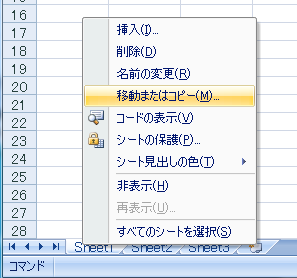 15
16
17
18
19
20
21
22
23
24
25
26
27
28
挿入(I)...
削除(D)
名前の変更(R)
移動またはコピー(M)...
コードの表示(V)
シートの保護(P)...
シート見出しの色(T)
非表示(H)
再表示(U)...
すべてのシートを選択(S)
Sheet1 Sheet2 Sheet3
コマンド